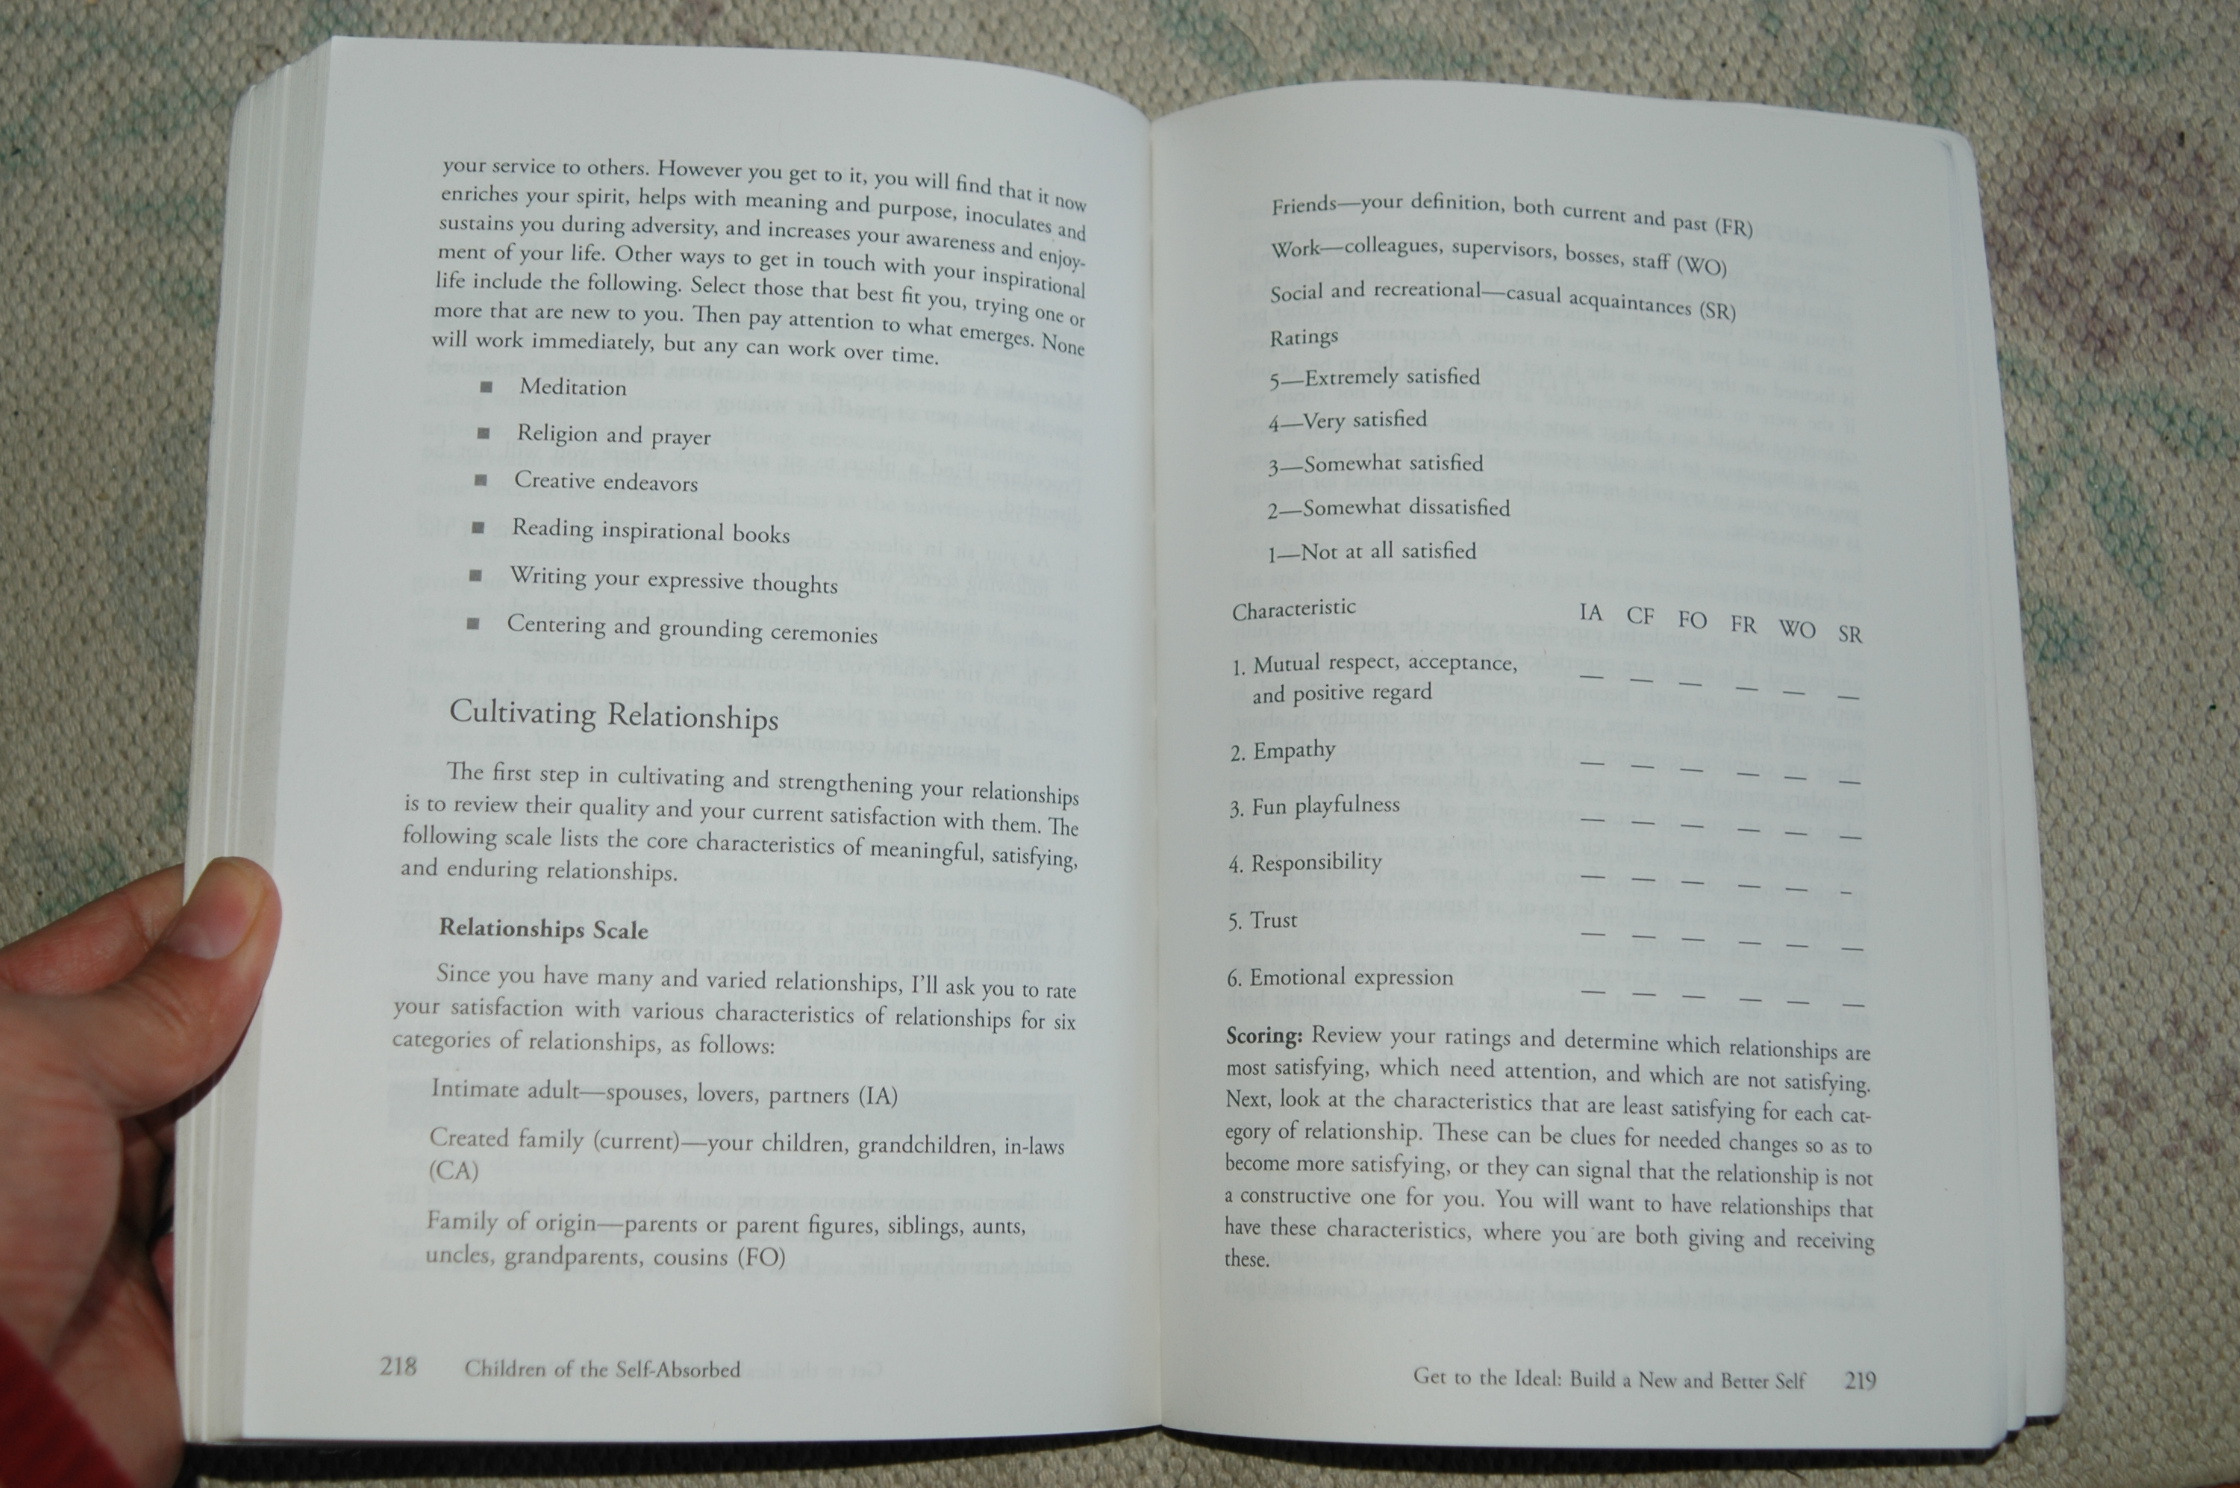 your service to others. However you get to it, you will find that it now
enriches your spirit, helps with meaning and purpose, inoculates and
sustains you during adversity, and increases your awareness and enjoy-
ment of your life. Other ways to get in touch with your inspirational
life include the following. Select those that best fit you, trying one or
more that are new to you. Then pay attention to what emerges. None
will work immediately, but any can work over time.
■ Meditation
■ Religion and prayer
■ Creative endeavors
■ Reading inspirational books
■ Writing your expressive thoughts
■ Centering and grounding ceremonies
Cultivating Relationships
The first step in cultivating and strengthening your relationships
is to review their quality and your current satisfaction with them. The
following scale lists the core characteristics of meaningful, satisfying,
and enduring relationships.
Relationships Scale
Since you have many and varied relationships, I'll ask you to rate
your satisfaction with various characteristics of relationships for six
categories of relationships, as follows:
Intimate adult—spouses, lovers, partners (IA)
Created family (current)—your children, grandchildren, in-laws
(CA)
Family of origin—parents or parent figures, siblings, aunts,
uncles, grandparents, cousins (FO)
218 Children of the Self-Absorbed
Friends—your definition, both current and past (FR)
Work—colleagues, supervisors, bosses, staff (WO)
Social and recreational—casual acquaintances (SR)
Ratings
5—Extremely satisfied
4—Very satisfied
3—Somewhat satisfied
2—Somewhat dissatisfied
1—Not at all satisfied
Characteristic IA CF FO FR WO SR
1. Mutual respect, acceptance,
and positive regard — — — — — —
2. Empathy — — — — — —
3. Fun playfulness — — — — — —
4. Responsibility — — — — — -
5. Trust — — — — — —
6. Emotional expression — — — — — —
Scoring: Review your ratings and determine which relationships are
most satisfying, which need attention, and which are not satisfying.
Next, look at the characteristics that are least satisfying for each cat-
egory of relationship. These can be clues for needed changes so as to
become more satisfying, or they can signal that the relationship is not
a constructive one for you. You will want to have relationships that
have these characteristics, where you are both giving and receiving
these.
Get to the Ideal: Build a New and Better Self 219